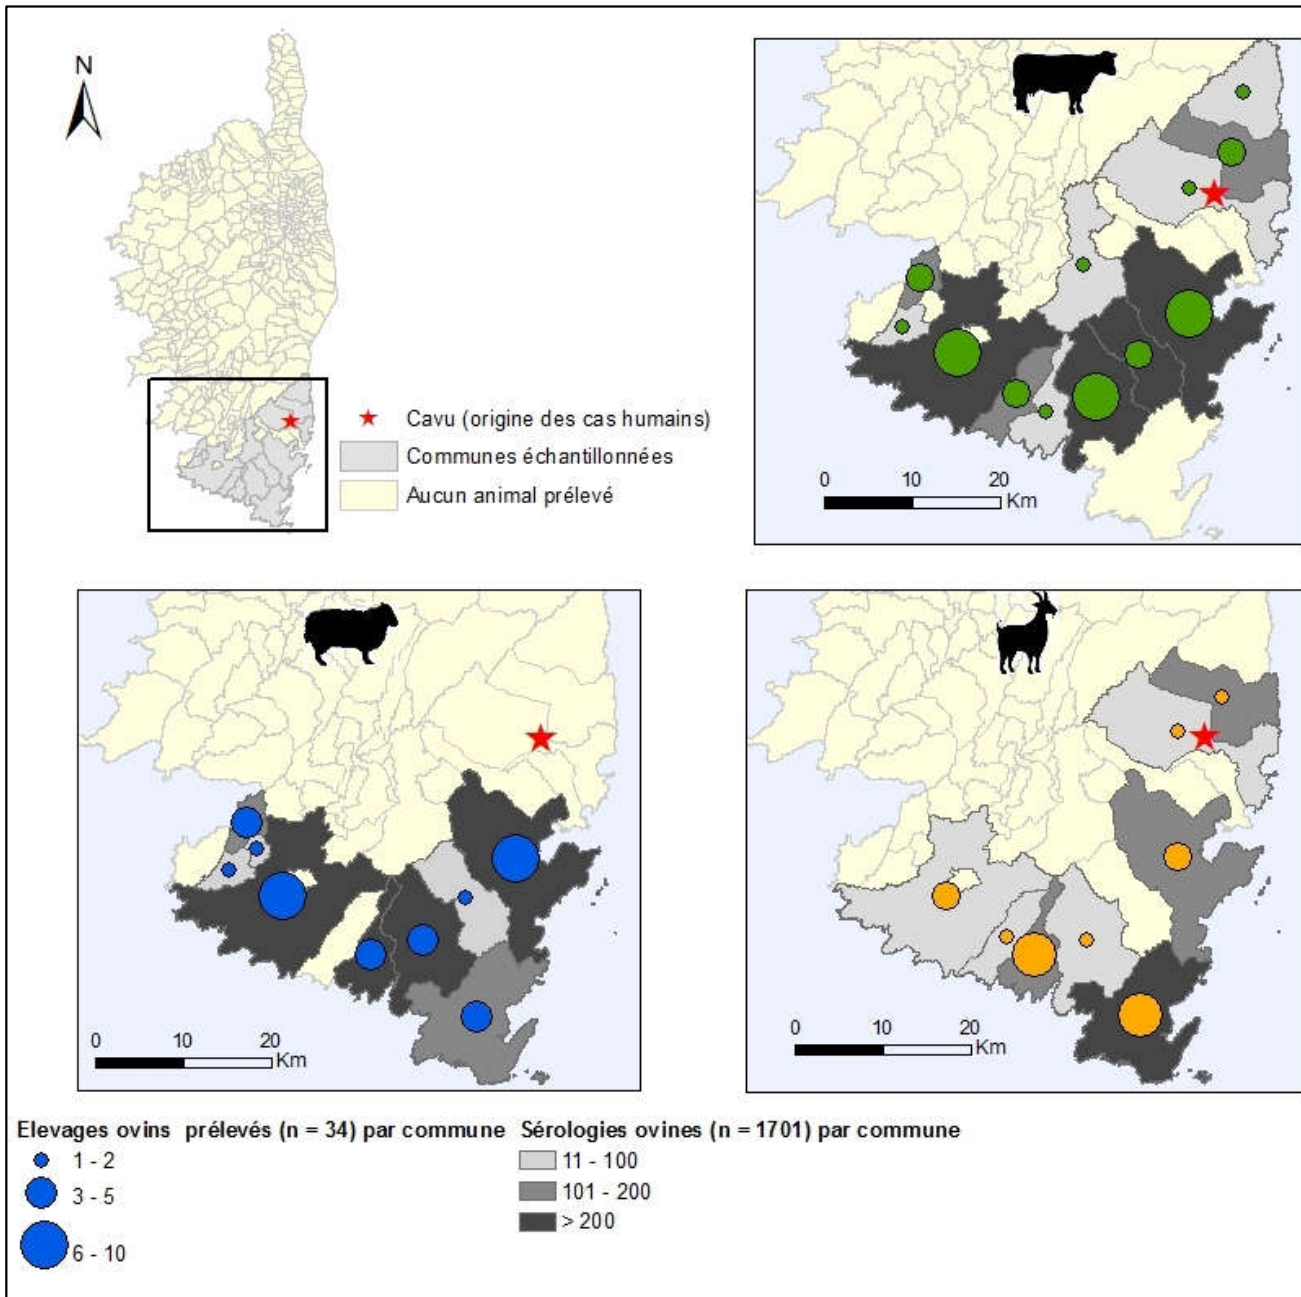 N
Cavu (origine des cas humains)
Communes échantillonnées
Aucun animal prélevé
0 10 20
Km
0 10 20
Km
0 10 20
Km
Elevages ovins prélevés (n = 34) par commune
1 - 2
3 - 5
6 - 10
Sérologies ovines (n = 1701) par commune
11 - 100
101 - 200
> 200